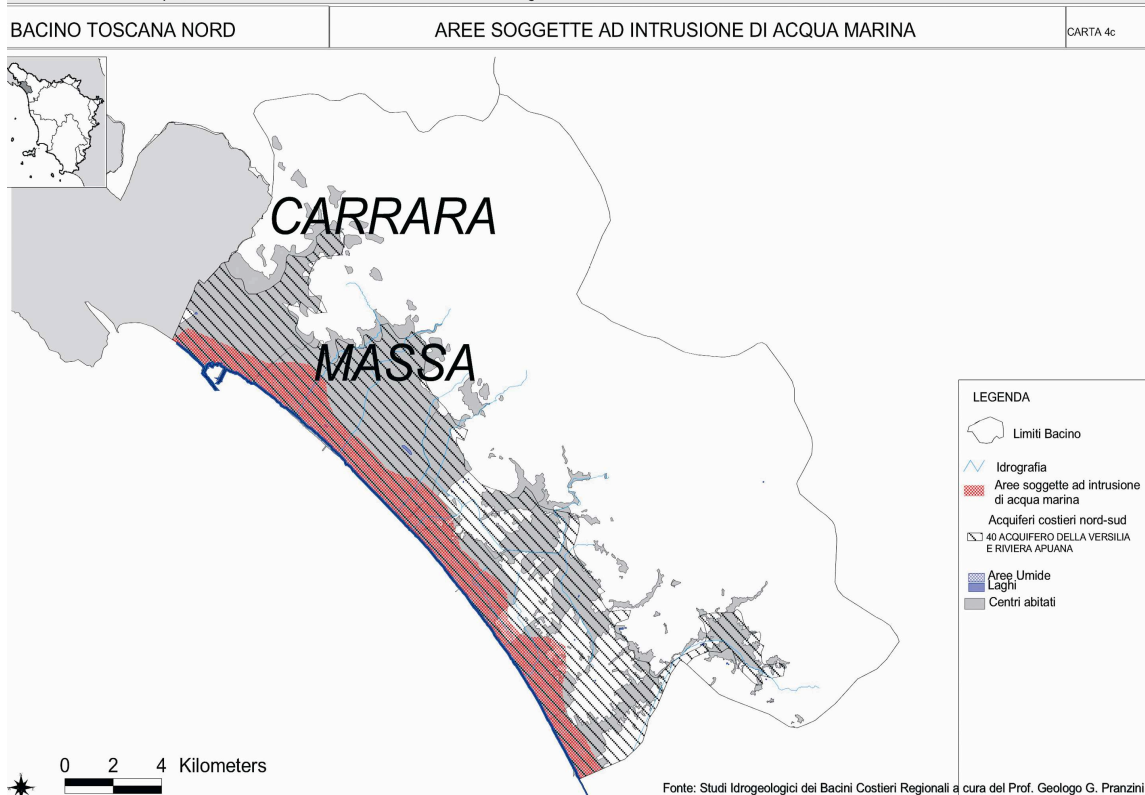 BACINO TOSCANA NORD
AREE SOGGETTE AD INTRUSIONE DI ACQUA MARINA
CARTA 4c
CARRARA
MASSA
LEGENDA
Limiti Bacino
Idrografia
Aree soggette ad intrusione
di acqua marina
Acquiferi costieri nord-sud
40 ACQUIFERO DELLA VERSILIA
E RIVIERA APUANA
Aree Umide
Laghi
Centri abitati
0 2 4 Kilometers
Fonte: Studi Idrogeologici dei Bacini Costieri Regionali a cura del Prof. Geologo G. Pranzini